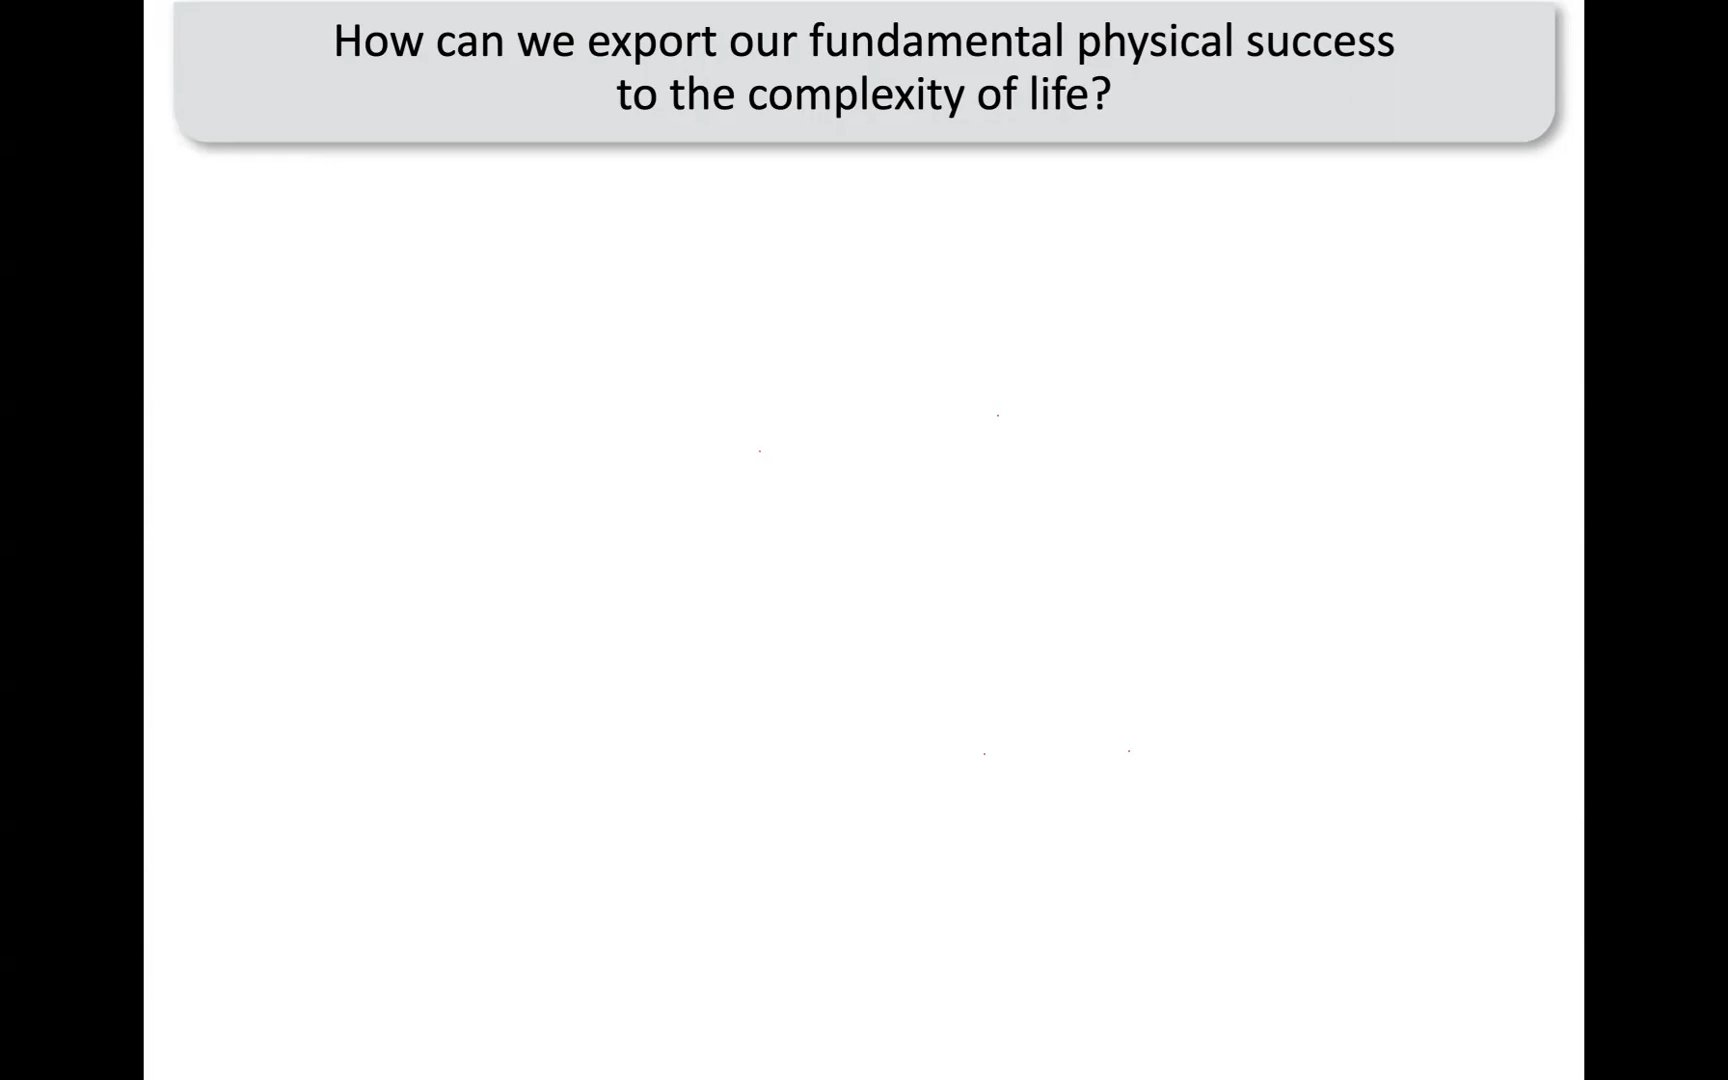 How can we export our fundamental physical success
to the complexity of life?